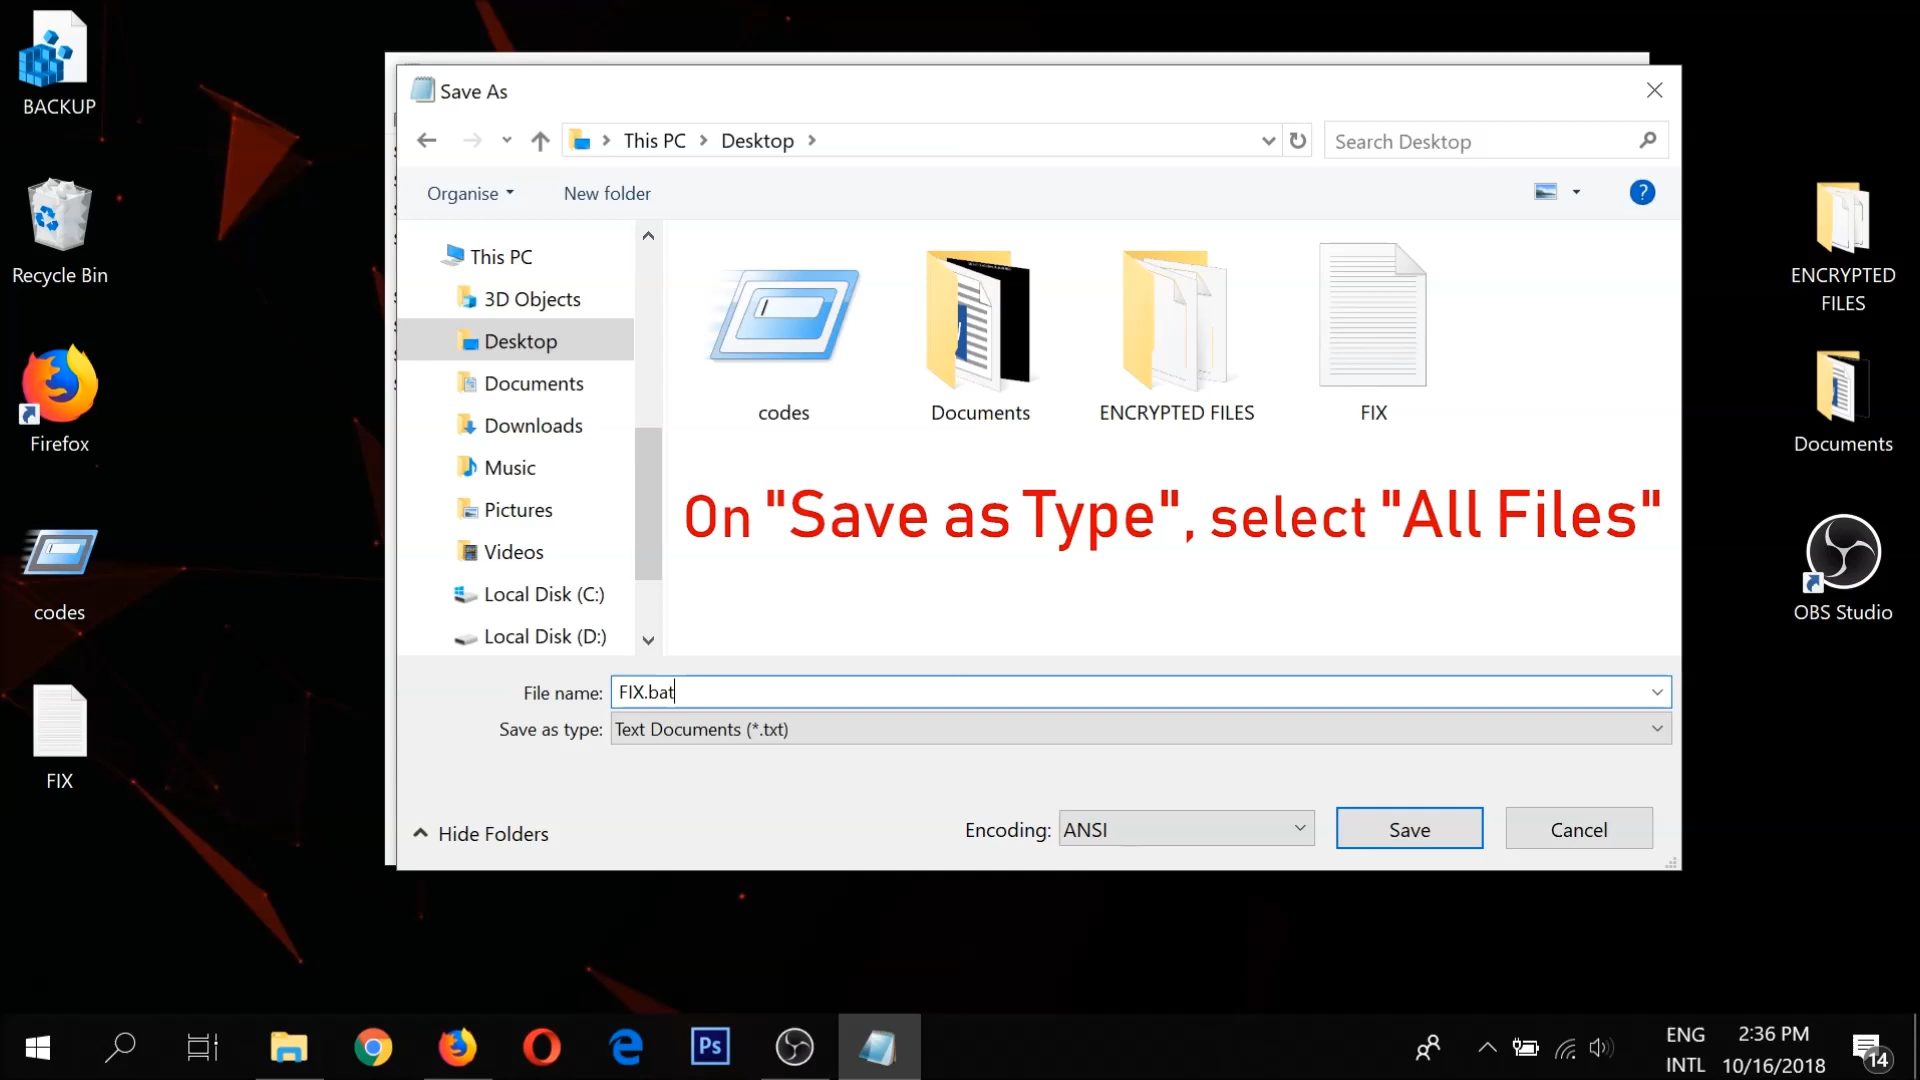 BACKUP
Recycle Bin
Firefox
codes
FIX
Save As
This PC
Desktop
Search Desktop
Organise
New folder
?
This PC
3D Objects
Desktop
Documents
Downloads
Music
Pictures
Videos
Local Disk (C:)
Local Disk (D:)
codes
Documents
ENCRYPTED FILES
FIX
On "Save as Type", select "All Files"
File name:
FIX.bat
Save as type:
Text Documents (*.txt)
Hide Folders
Encoding:
ANSI
Save
Cancel
ENCRYPTED
FILES
Documents
OBS Studio
Ps
ENG
INTL
2:36 PM
10/16/2018
14